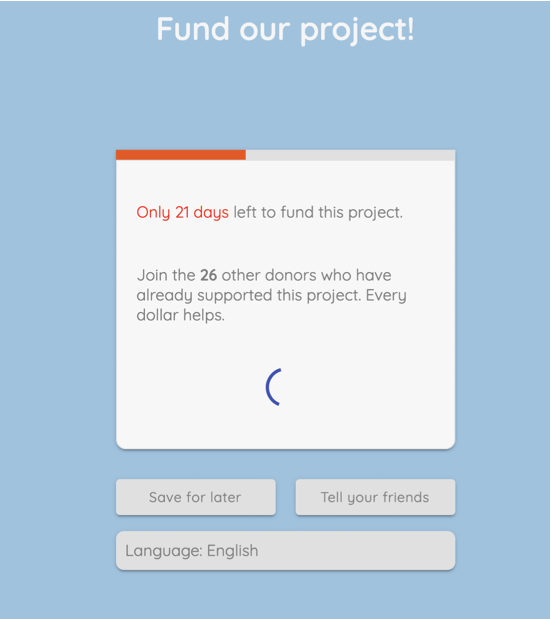 Fund our project!
Only 21 days left to fund this project.
Join the 26 other donors who have
already supported this project. Every
dollar helps.
Save for later
Tell your friends
Language: English